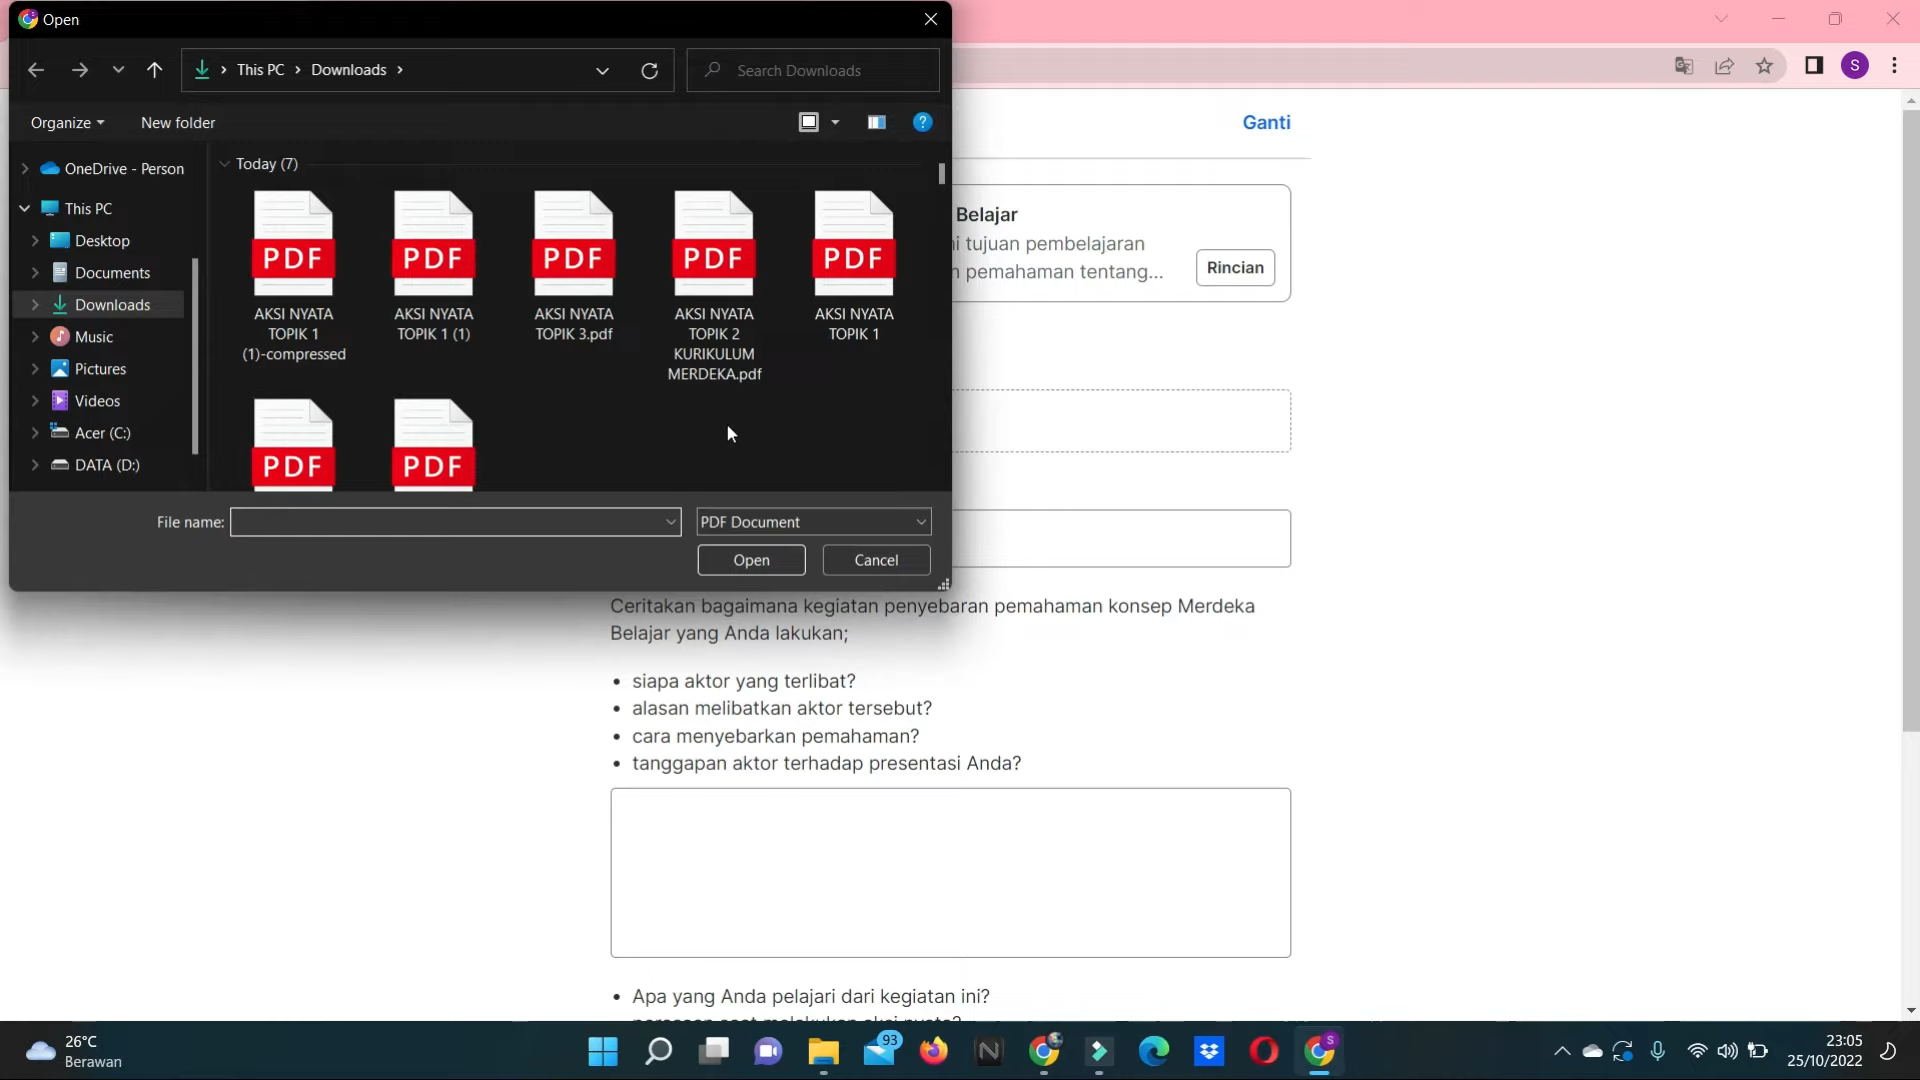 Open
This PC
Downloads
Search Downloads
Organize
New folder
OneDrive - Person
This PC
Desktop
Documents
Downloads
Music
Pictures
Videos
Acer (C:)
DATA (D:)
Today (7)
PDF
PDF
PDF
PDF
PDF
AKSI NYATA
TOPIK 1
(1)-compressed
AKSI NYATA
TOPIK 1 (1)
AKSI NYATA
TOPIK 3.pdf
AKSI NYATA
TOPIK 2
KURIKULUM
MERDEKA.pdf
AKSI NYATA
TOPIK 1
PDF
PDF
File name:
PDF Document
Open
Cancel
S
Ganti
Belajar
ni tujuan pembelajaran
n pemahaman tentang...
Rincian
Ceritakan bagaimana kegiatan penyebaran pemahaman konsep Merdeka
Belajar yang Anda lakukan;
• siapa aktor yang terlibat?
• alasan melibatkan aktor tersebut?
• cara menyebarkan pemahaman?
• tanggapan aktor terhadap presentasi Anda?
• Apa yang Anda pelajari dari kegiatan ini?
26°C
Berawan
93
N
S
23:05
25/10/2022